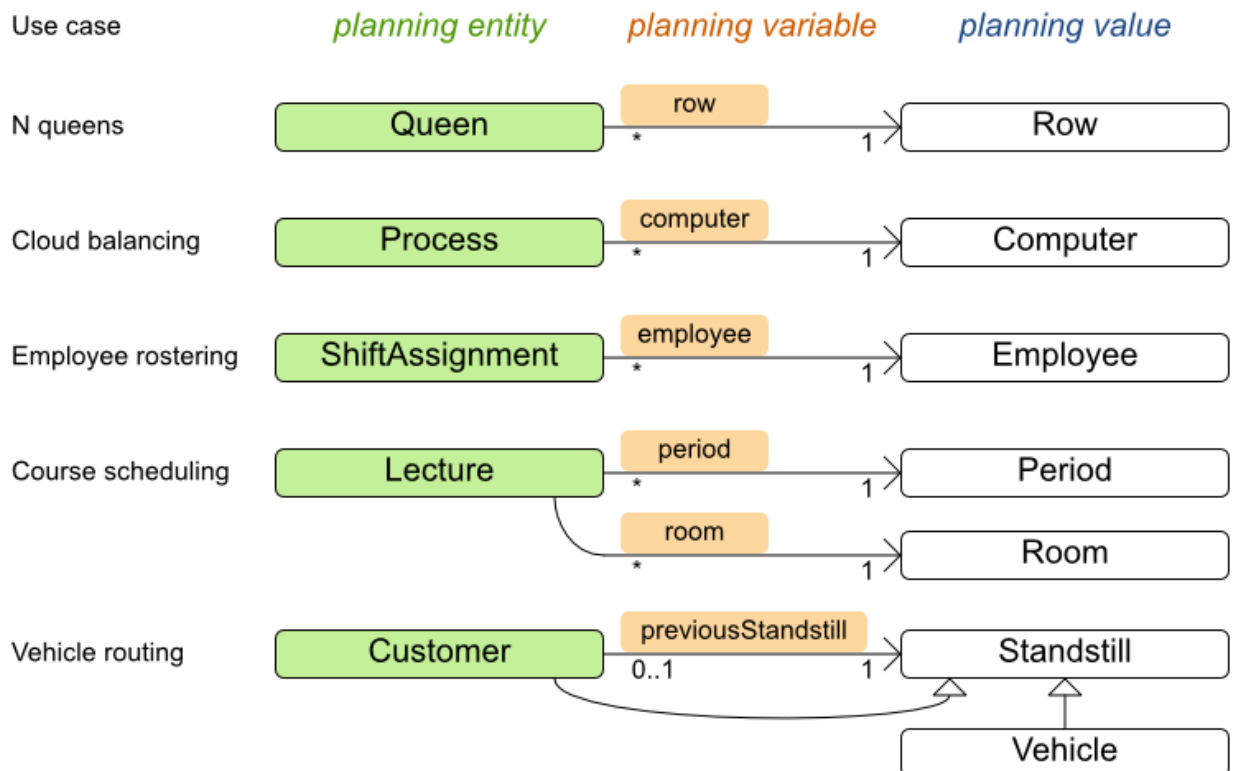 Use case planning entity planning variable planning value
N queens Queen row Row
* 1
Cloud balancing Process computer Computer
* 1
Employee rostering ShiftAssignment employee Employee
* 1
Course scheduling Lecture period Period
* 1
room Room
* 1
Vehicle routing Customer previousStandstill Standstill
0..1 1
Vehicle